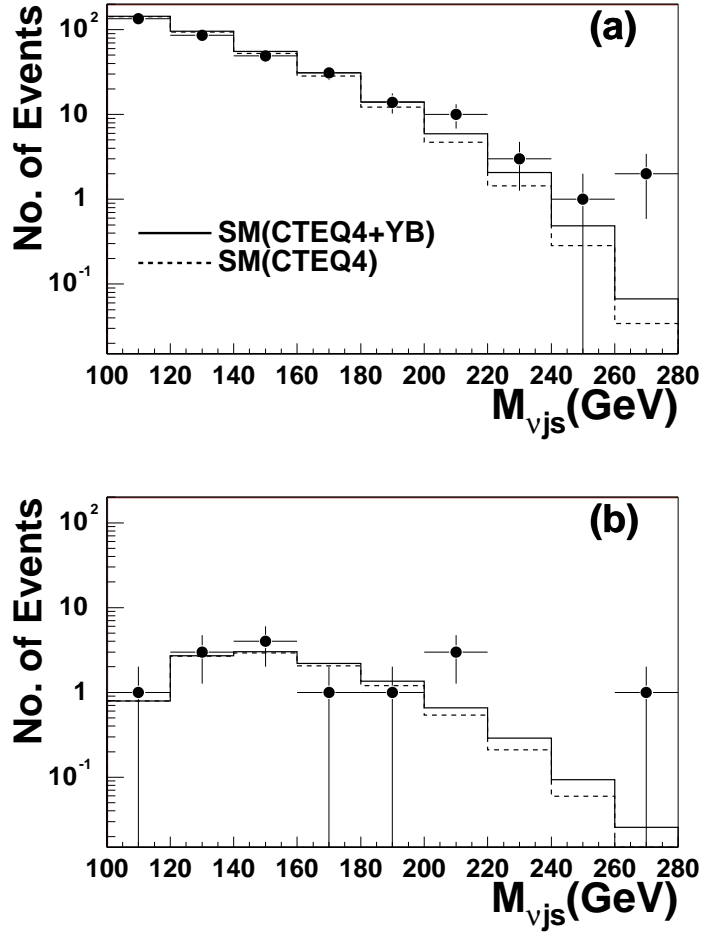 (a)
No. of Events
10²
10
1
10⁻¹
SM(CTEQ4+YB)
SM(CTEQ4)
100 120 140 160 180 200 220 240 260 280
Mνjs(GeV)
(b)
No. of Events
10²
10
1
10⁻¹
100 120 140 160 180 200 220 240 260 280
Mνjs(GeV)